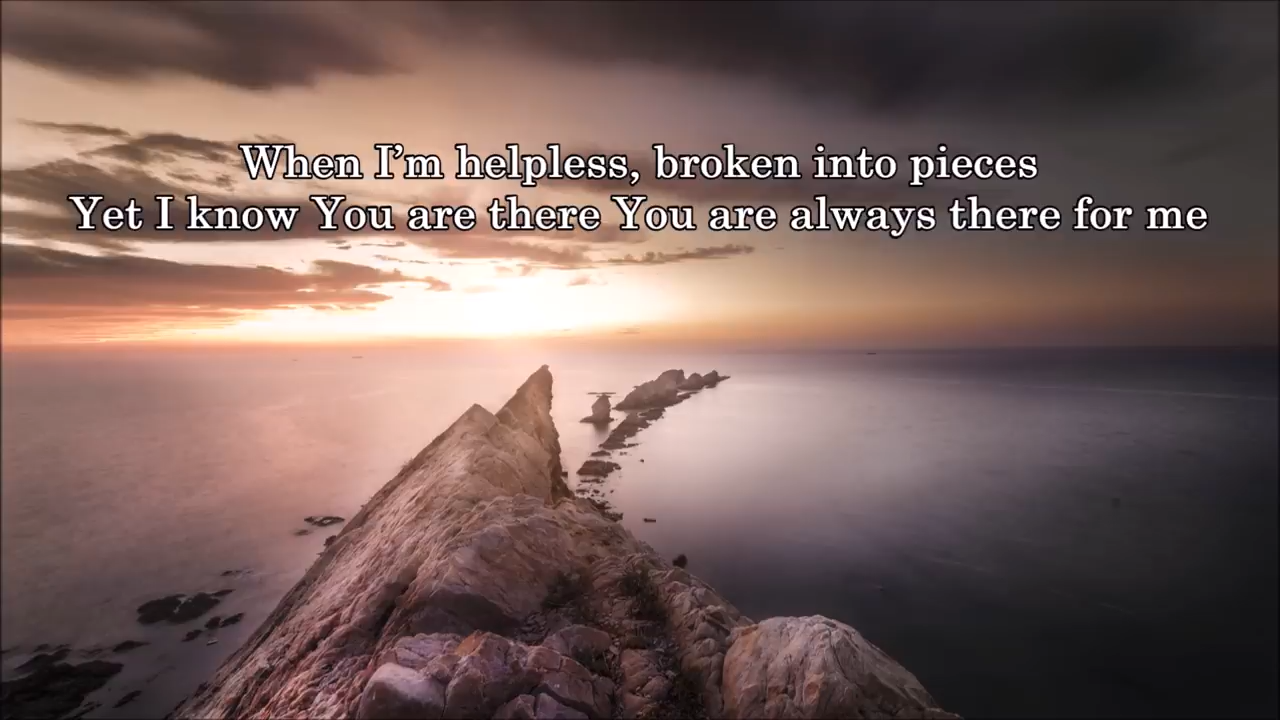 When I’m helpless, broken into pieces
Yet I know You are there You are always there for me